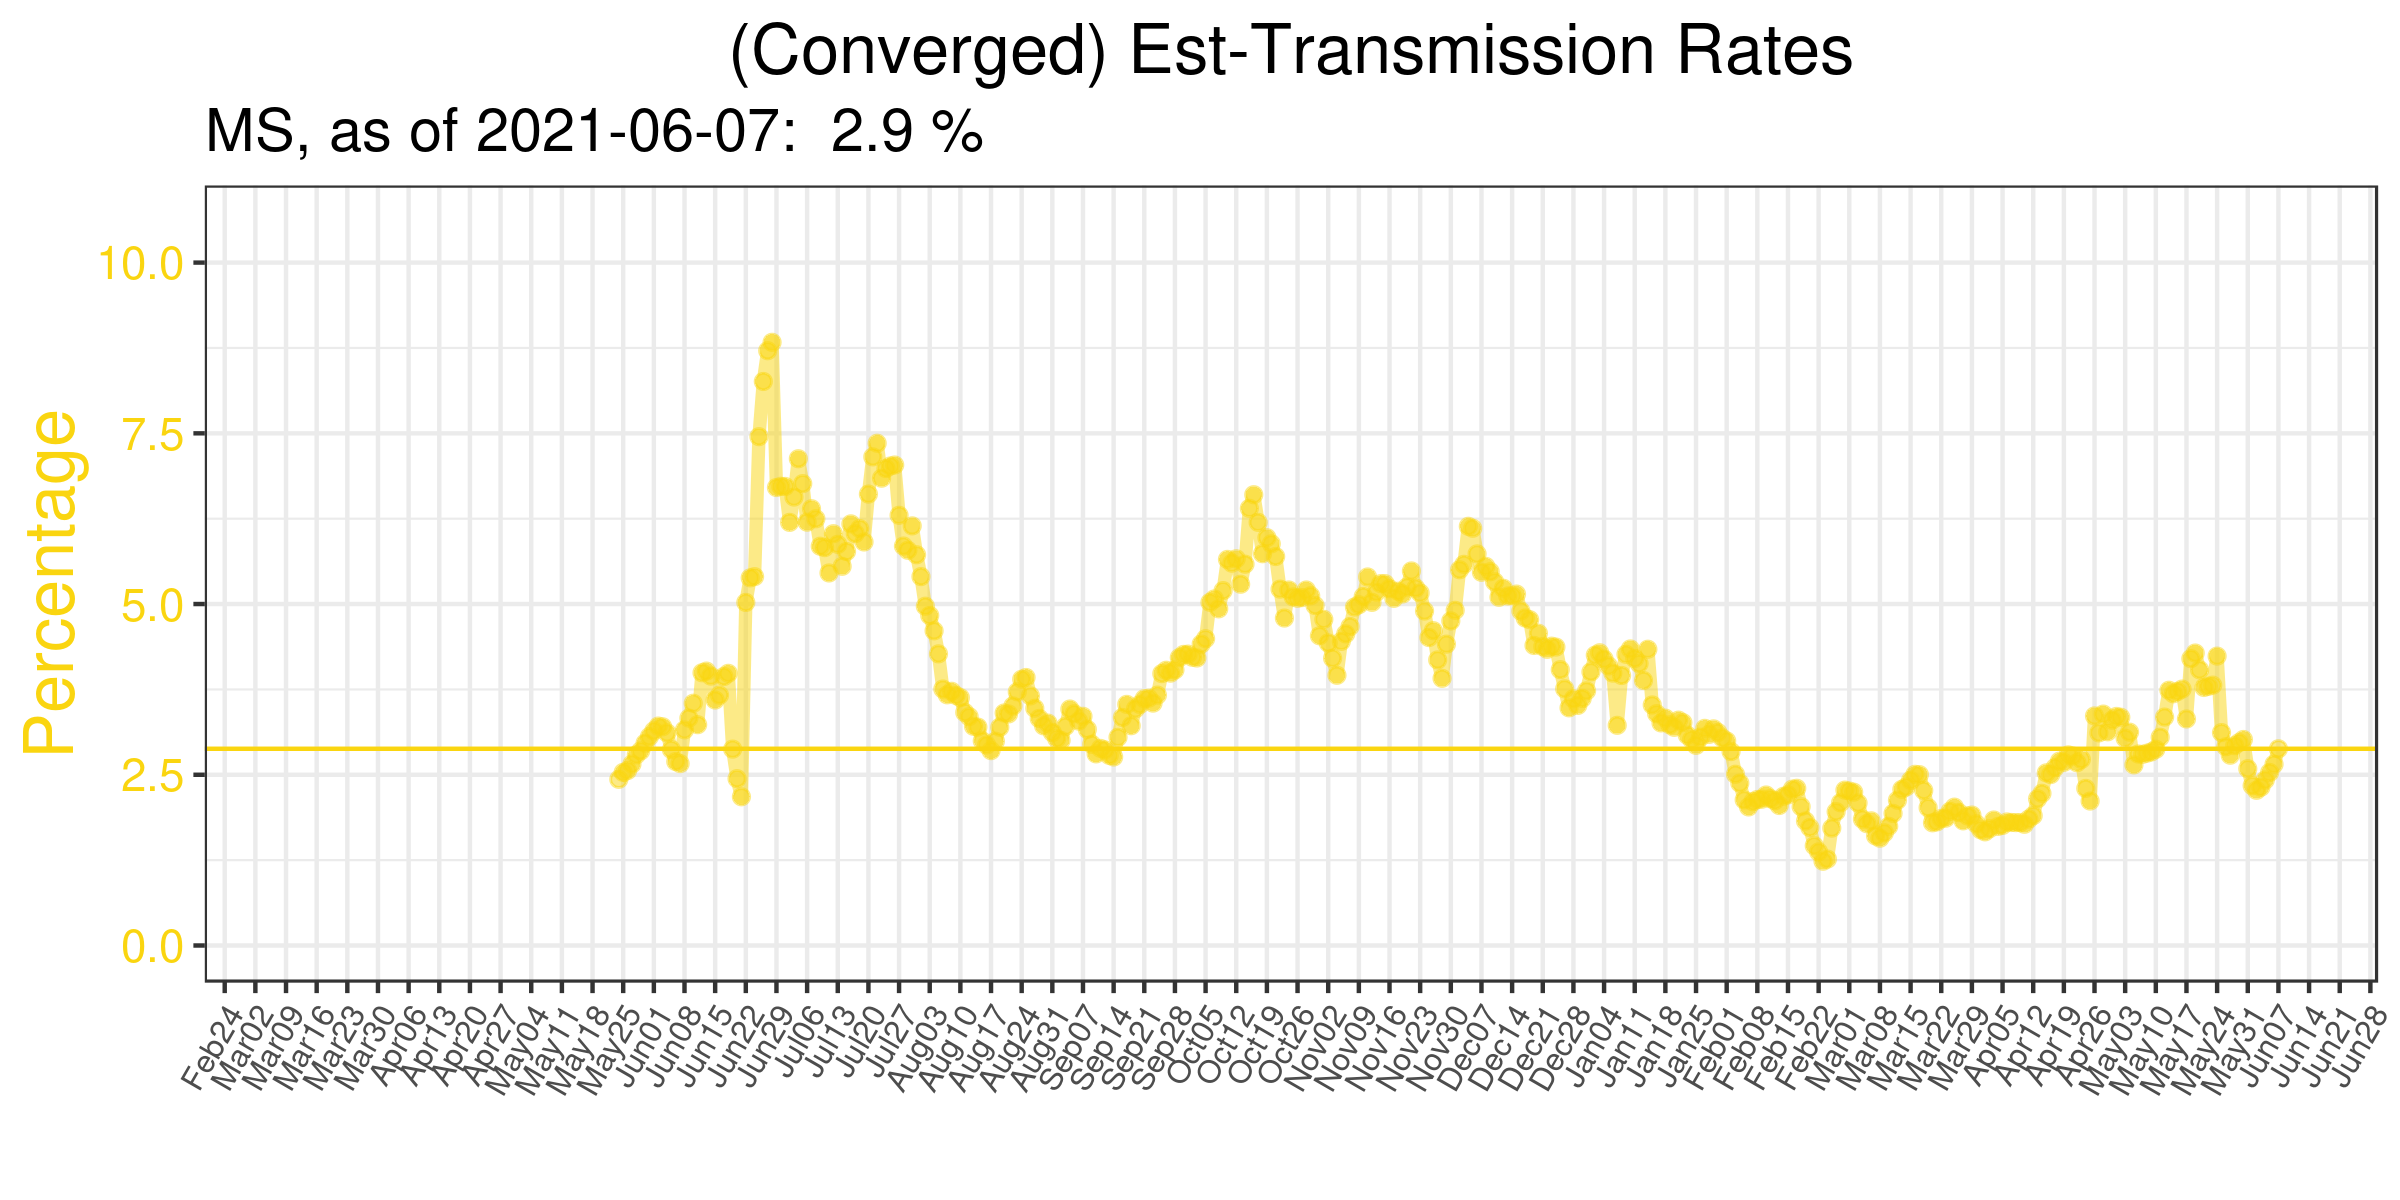 (Converged) Est-Transmission Rates
MS, as of 2021-06-07:  2.9 %
Percentage
10.0
7.5
5.0
2.5
0.0
Feb24
Mar02
Mar09
Mar16
Mar23
Mar30
Apr06
Apr13
Apr20
Apr27
May04
May11
May18
May25
Jun01
Jun08
Jun15
Jun22
Jun29
Jul06
Jul13
Jul20
Jul27
Aug03
Aug10
Aug17
Aug24
Aug31
Sep07
Sep14
Sep21
Sep28
Oct05
Oct12
Oct19
Oct26
Nov02
Nov09
Nov16
Nov23
Nov30
Dec07
Dec14
Dec21
Dec28
Jan04
Jan11
Jan18
Jan25
Feb01
Feb08
Feb15
Feb22
Mar01
Mar08
Mar15
Mar22
Mar29
Apr05
Apr12
Apr19
Apr26
May03
May10
May17
May24
May31
Jun07
Jun14
Jun21
Jun28